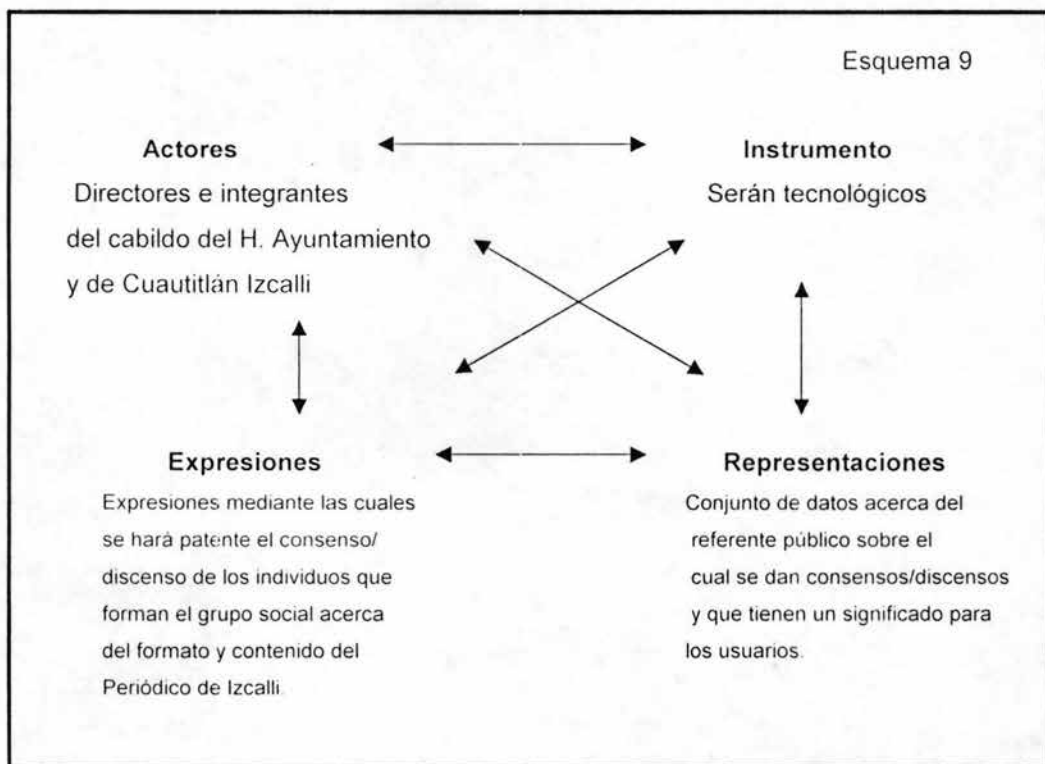 Esquema 9
Actores
Directores e integrantes
del cabildo del H. Ayuntamiento
y de Cuautitlán Izcalli
Instrumento
Serán tecnológicos
Expresiones
Expresiones mediante las cuales
se hará patente el consenso/
discenso de los individuos que
forman el grupo social acerca
del formato y contenido del
Periódico de Izcalli.
Representaciones
Conjunto de datos acerca del
referente público sobre el
cual se dan consensos/discensos
y que tienen un significado para
los usuarios.